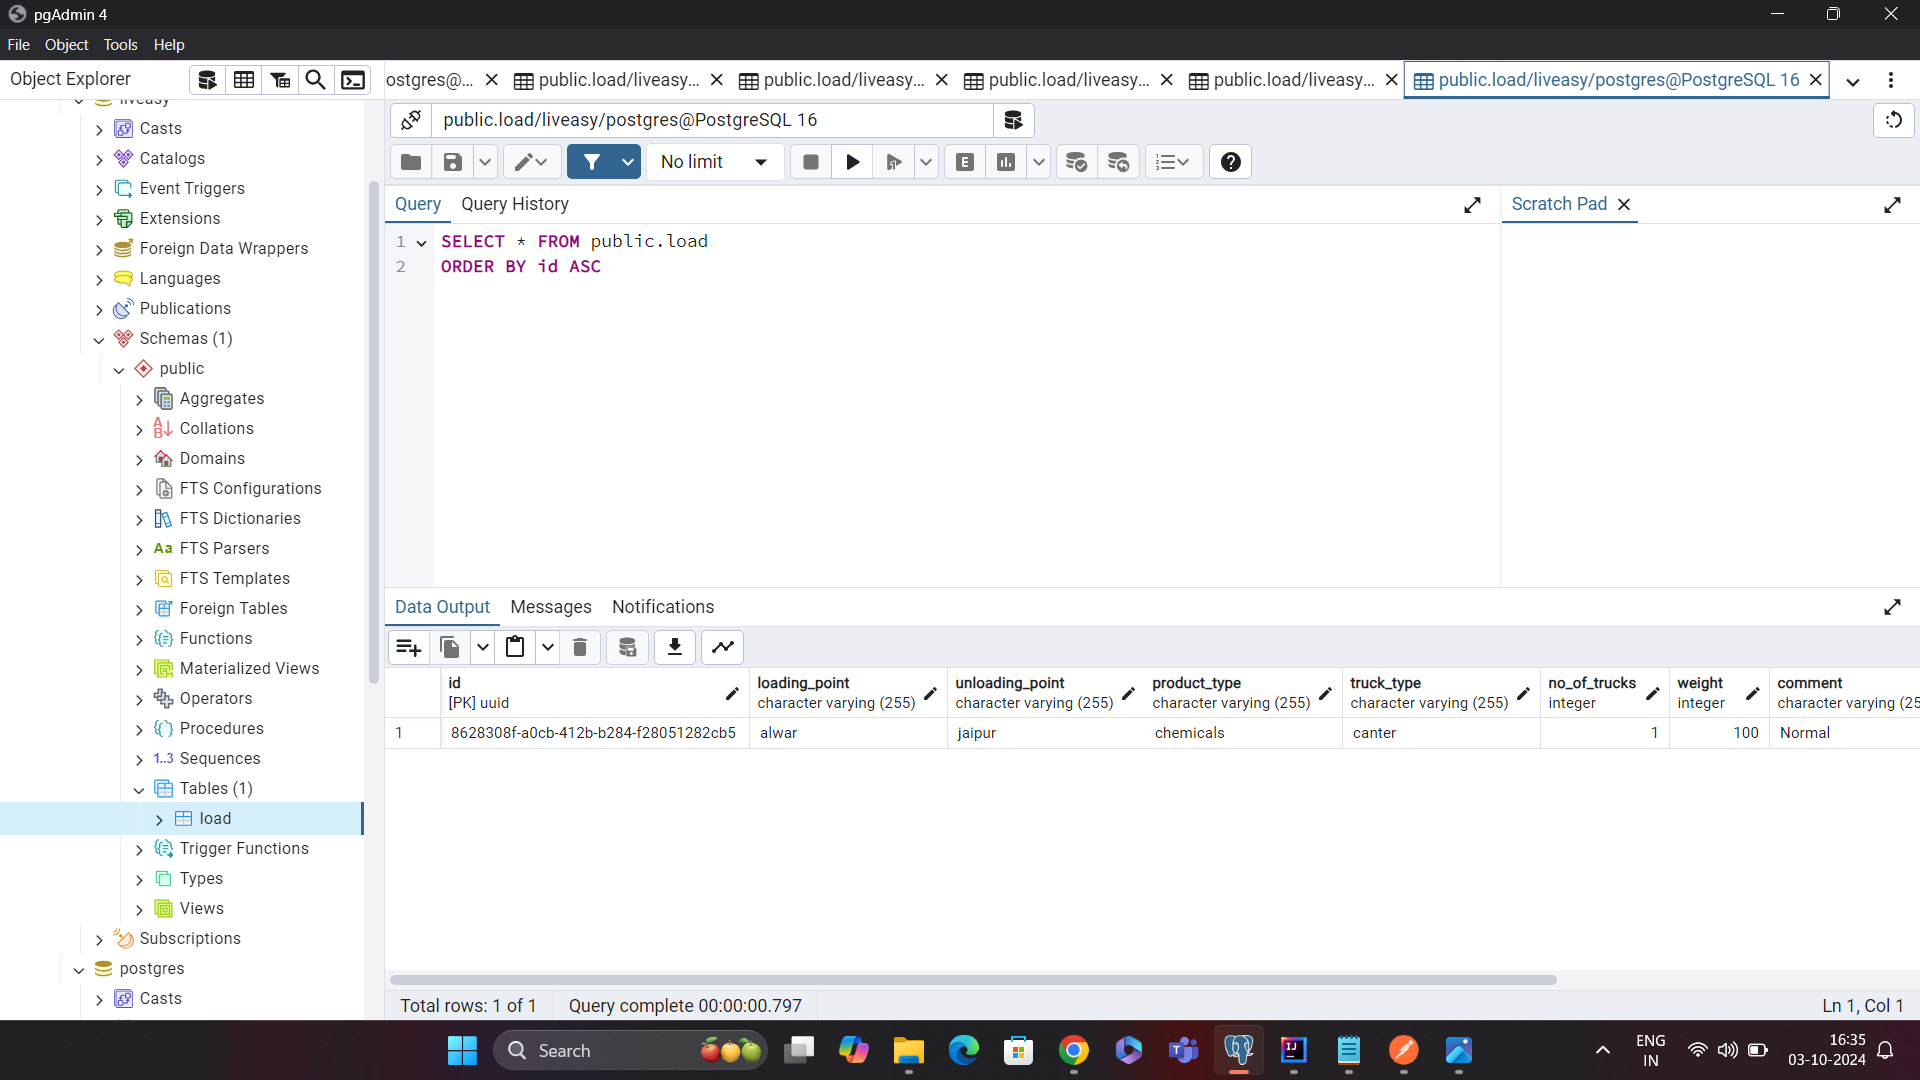 pgAdmin 4
File Object Tools Help
Object Explorer
ostgres@... public.load/liveasy... public.load/liveasy... public.load/liveasy... public.load/liveasy... public.load/liveasy/postgres@PostgreSQL 16
public.load/liveasy/postgres@PostgreSQL 16
No limit
E
Query Query History
Scratch Pad
1 SELECT * FROM public.load
2 ORDER BY id ASC
liveasy
Casts
Catalogs
Event Triggers
Extensions
Foreign Data Wrappers
Languages
Publications
Schemas (1)
public
Aggregates
Collations
Domains
FTS Configurations
FTS Dictionaries
Aa FTS Parsers
FTS Templates
Foreign Tables
Functions
Materialized Views
Operators
Procedures
1..3 Sequences
Tables (1)
load
Trigger Functions
Types
Views
Subscriptions
postgres
Casts
Data Output Messages Notifications
id loading_point unloading_point product_type truck_type no_of_trucks weight comment
[PK] uuid character varying (255) character varying (255) character varying (255) character varying (255) integer integer character varying (25
1 8628308f-a0cb-412b-b284-f28051282cb5 alwar jaipur chemicals canter 1 100 Normal
Total rows: 1 of 1 Query complete 00:00:00.797 Ln 1, Col 1
Search
ENG
IN
16:35
03-10-2024